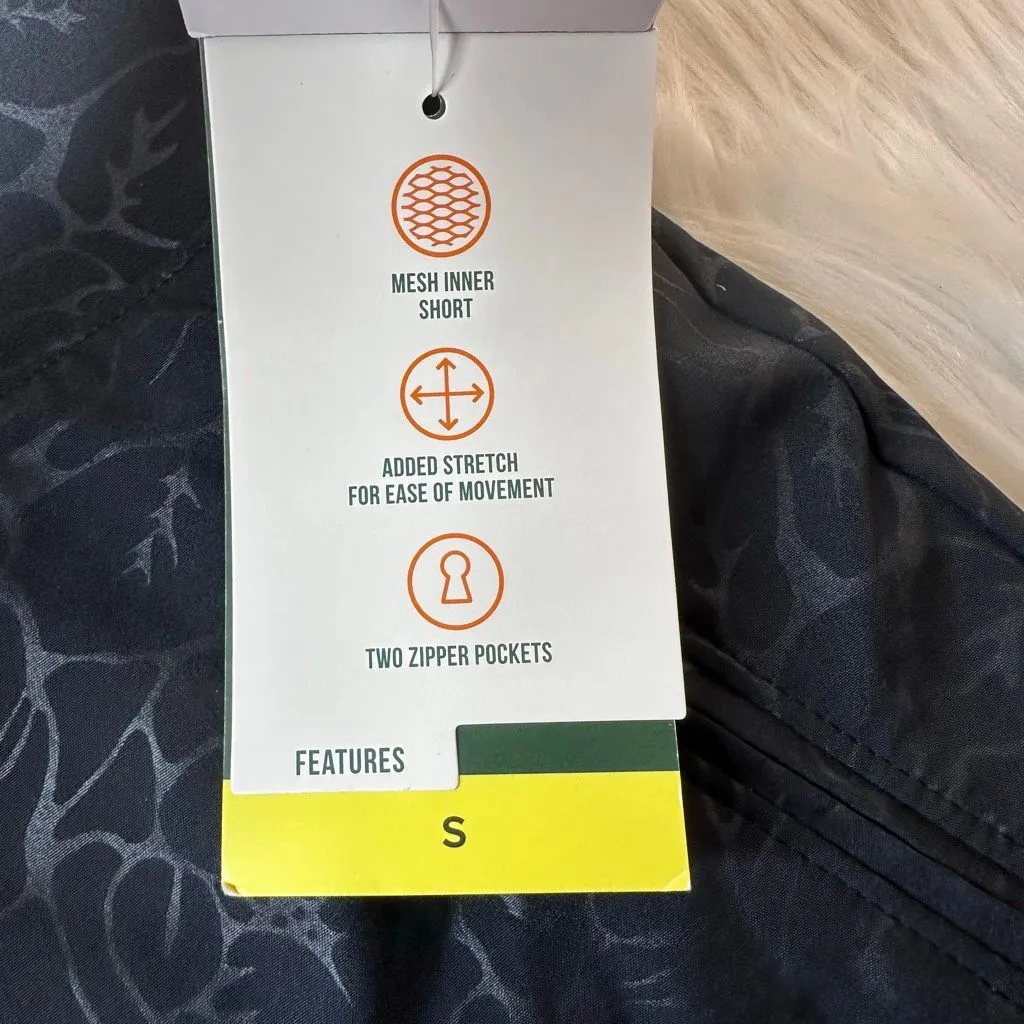 MESH INNER
SHORT
ADDED STRETCH
FOR EASE OF MOVEMENT
TWO ZIPPER POCKETS
FEATURES
S